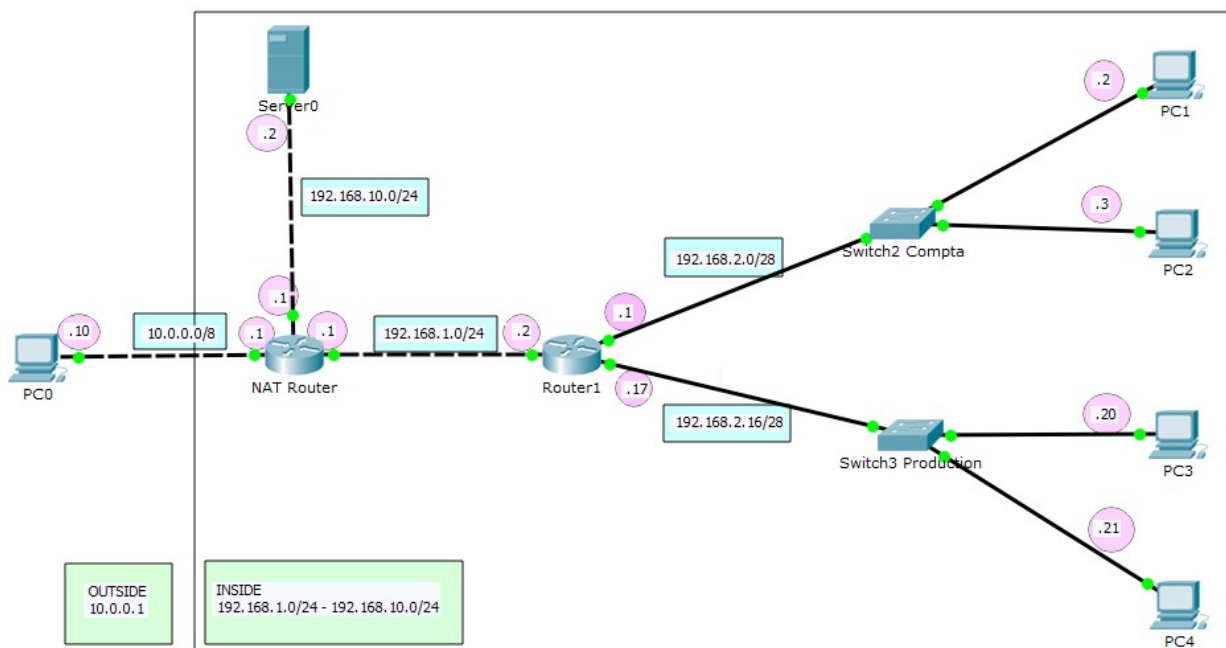 Server0
.2
192.168.10.0/24
.1
.10
PC0
10.0.0.0/8
.1
NAT Router
.1
192.168.1.0/24
.2
Router1
.1
.17
192.168.2.0/28
Switch2 Compta
.2
PC1
.3
PC2
192.168.2.16/28
Switch3 Production
.20
PC3
.21
PC4
OUTSIDE
10.0.0.1
INSIDE
192.168.1.0/24 - 192.168.10.0/24